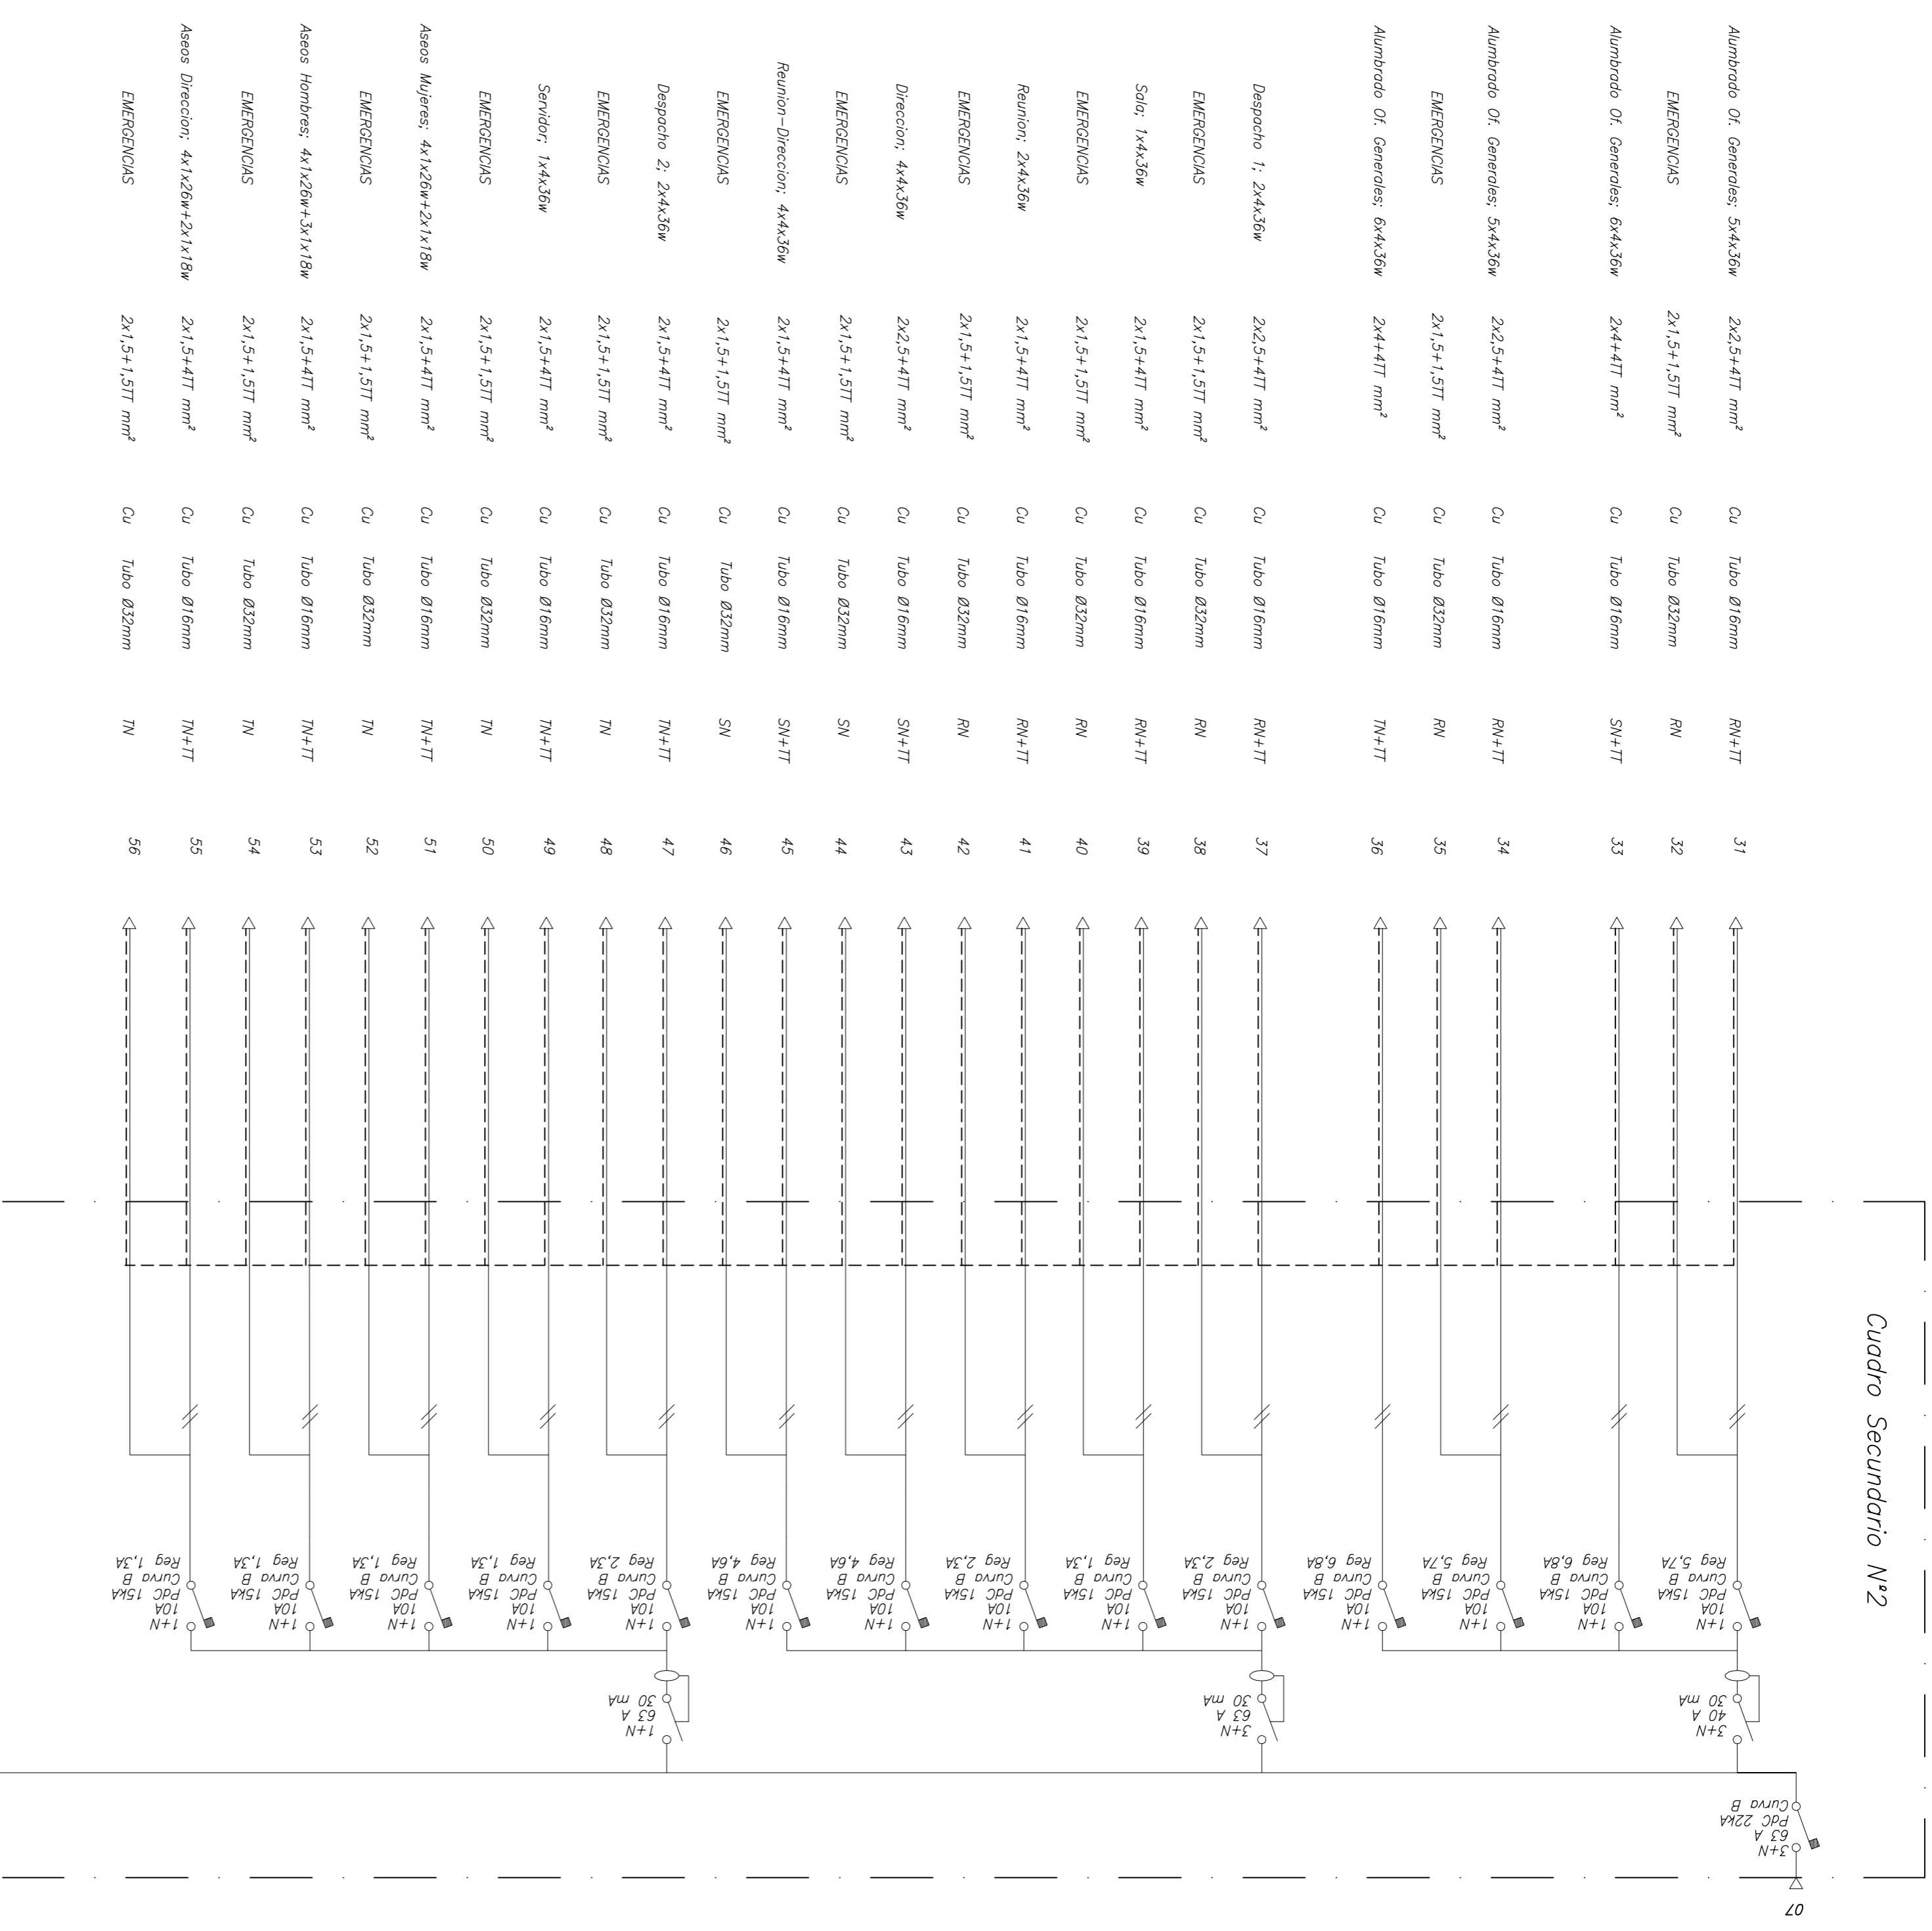 Cuadro Secundario Nº2
07
3+N
63 A
PdC 22kA
Curva B
3+N
40 A
30 mA
3+N
63 A
30 mA
1+N
63 A
30 mA
1+N
10A
PdC 15kA
Curva B
Reg 5,7A
1+N
10A
PdC 15kA
Curva B
Reg 6,8A
1+N
10A
PdC 15kA
Curva B
Reg 5,7A
1+N
10A
PdC 15kA
Curva B
Reg 6,8A
1+N
10A
PdC 15kA
Curva B
Reg 2,3A
1+N
10A
PdC 15kA
Curva B
Reg 1,3A
1+N
10A
PdC 15kA
Curva B
Reg 2,3A
1+N
10A
PdC 15kA
Curva B
Reg 4,6A
1+N
10A
PdC 15kA
Curva B
Reg 4,6A
1+N
10A
PdC 15kA
Curva B
Reg 2,3A
1+N
10A
PdC 15kA
Curva B
Reg 1,3A
1+N
10A
PdC 15kA
Curva B
Reg 1,3A
1+N
10A
PdC 15kA
Curva B
Reg 1,3A
1+N
10A
PdC 15kA
Curva B
Reg 1,3A
Alumbrado Of. Generales; 5x4x36w 2x2,5+4TT mm² Cu Tubo Ø16mm RN+TT 31
EMERGENCIAS 2x1,5+1,5TT mm² Cu Tubo Ø32mm RN 32
Alumbrado Of. Generales; 6x4x36w 2x4+4TT mm² Cu Tubo Ø16mm SN+TT 33
Alumbrado Of. Generales; 5x4x36w 2x2,5+4TT mm² Cu Tubo Ø16mm RN+TT 34
EMERGENCIAS 2x1,5+1,5TT mm² Cu Tubo Ø32mm RN 35
Alumbrado Of. Generales; 6x4x36w 2x4+4TT mm² Cu Tubo Ø16mm TN+TT 36
Despacho 1; 2x4x36w 2x2,5+4TT mm² Cu Tubo Ø16mm RN+TT 37
EMERGENCIAS 2x1,5+1,5TT mm² Cu Tubo Ø32mm RN 38
Sala; 1x4x36w 2x1,5+4TT mm² Cu Tubo Ø16mm RN+TT 39
EMERGENCIAS 2x1,5+1,5TT mm² Cu Tubo Ø32mm RN 40
Reunion; 2x4x36w 2x1,5+4TT mm² Cu Tubo Ø16mm RN+TT 41
EMERGENCIAS 2x1,5+1,5TT mm² Cu Tubo Ø32mm RN 42
Direccion; 4x4x36w 2x2,5+4TT mm² Cu Tubo Ø16mm SN+TT 43
EMERGENCIAS 2x1,5+1,5TT mm² Cu Tubo Ø32mm SN 44
Reunion-Direccion; 4x4x36w 2x1,5+4TT mm² Cu Tubo Ø16mm SN+TT 45
EMERGENCIAS 2x1,5+1,5TT mm² Cu Tubo Ø32mm SN 46
Despacho 2; 2x4x36w 2x1,5+4TT mm² Cu Tubo Ø16mm TN+TT 47
EMERGENCIAS 2x1,5+1,5TT mm² Cu Tubo Ø32mm TN 48
Servidor; 1x4x36w 2x1,5+4TT mm² Cu Tubo Ø16mm TN+TT 49
EMERGENCIAS 2x1,5+1,5TT mm² Cu Tubo Ø32mm TN 50
Aseos Mujeres; 4x1x26w+2x1x18w 2x1,5+4TT mm² Cu Tubo Ø16mm TN+TT 51
EMERGENCIAS 2x1,5+1,5TT mm² Cu Tubo Ø32mm TN 52
Aseos Hombres; 4x1x26w+3x1x18w 2x1,5+4TT mm² Cu Tubo Ø16mm TN+TT 53
EMERGENCIAS 2x1,5+1,5TT mm² Cu Tubo Ø32mm TN 54
Aseos Direccion; 4x1x26w+2x1x18w 2x1,5+4TT mm² Cu Tubo Ø16mm TN+TT 55
EMERGENCIAS 2x1,5+1,5TT mm² Cu Tubo Ø32mm TN 56